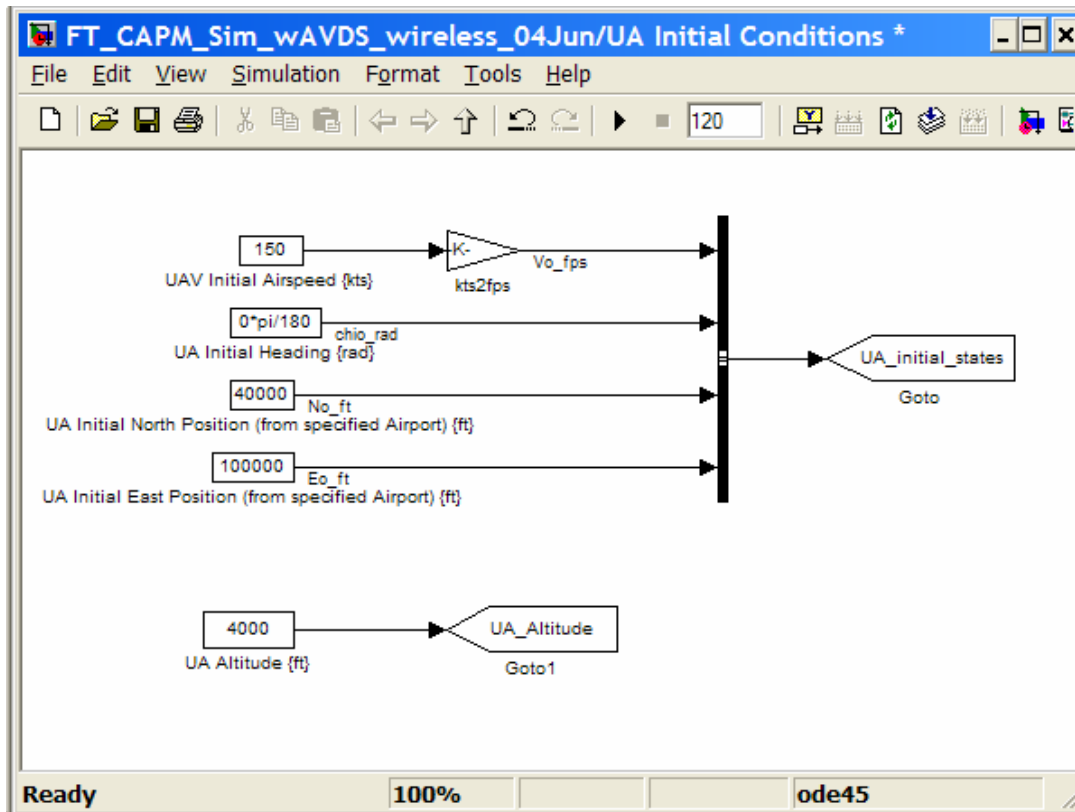 FT_CAPM_Sim_wAVDS_wireless_04Jun/UA Initial Conditions *
File Edit View Simulation Format Tools Help
120
150
K-
Vo_fps
UAV Initial Airspeed {kts}
kts2fps
0*pi/180
chio_rad
UA Initial Heading {rad}
UA_initial_states
Goto
40000
No_ft
UA Initial North Position (from specified Airport) {ft}
100000
Eo_ft
UA Initial East Position (from specified Airport) {ft}
4000
UA_Altitude
UA Altitude {ft}
Goto1
Ready 100% ode45